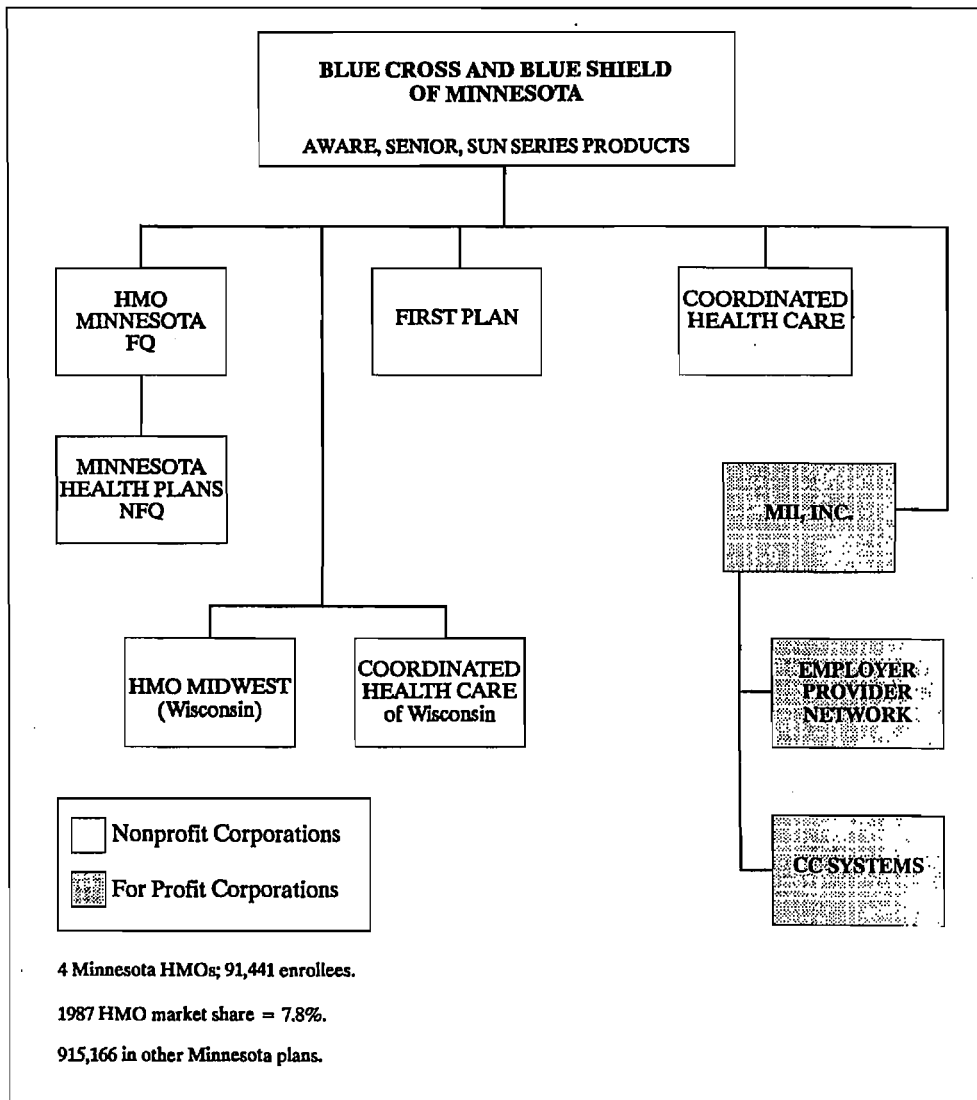 BLUE CROSS AND BLUE SHIELD
OF MINNESOTA
AWARE, SENIOR, SUN SERIES PRODUCTS
HMO
MINNESOTA
FQ
FIRST PLAN
COORDINATED
HEALTH CARE
MINNESOTA
HEALTH PLANS
NFQ
MII, INC.
HMO MIDWEST
(Wisconsin)
COORDINATED
HEALTH CARE
of Wisconsin
EMPLOYER
PROVIDER
NETWORK
CC SYSTEMS
Nonprofit Corporations
For Profit Corporations
4 Minnesota HMOs; 91,441 enrollees.
1987 HMO market share = 7.8%.
915,166 in other Minnesota plans.